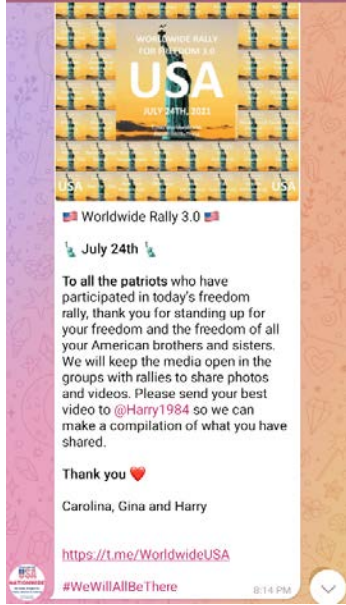 WORLDWIDE RALLY
FOR FREEDOM 3.0
USA
JULY 24TH, 2021
USA
USA
🇺🇸 Worldwide Rally 3.0 🇺🇸
🗽 July 24th 🗽
To all the patriots who have
participated in today's freedom
rally, thank you for standing up for
your freedom and the freedom of all
your American brothers and sisters.
We will keep the media open in the
groups with rallies to share photos
and videos. Please send your best
video to @Harry1984 so we can
make a compilation of what you have
shared.
Thank you ❤️
Carolina, Gina and Harry
https://t.me/WorldwideUSA
#WeWillAllBeThere
8:14 PM
USA
NATIONWIDE